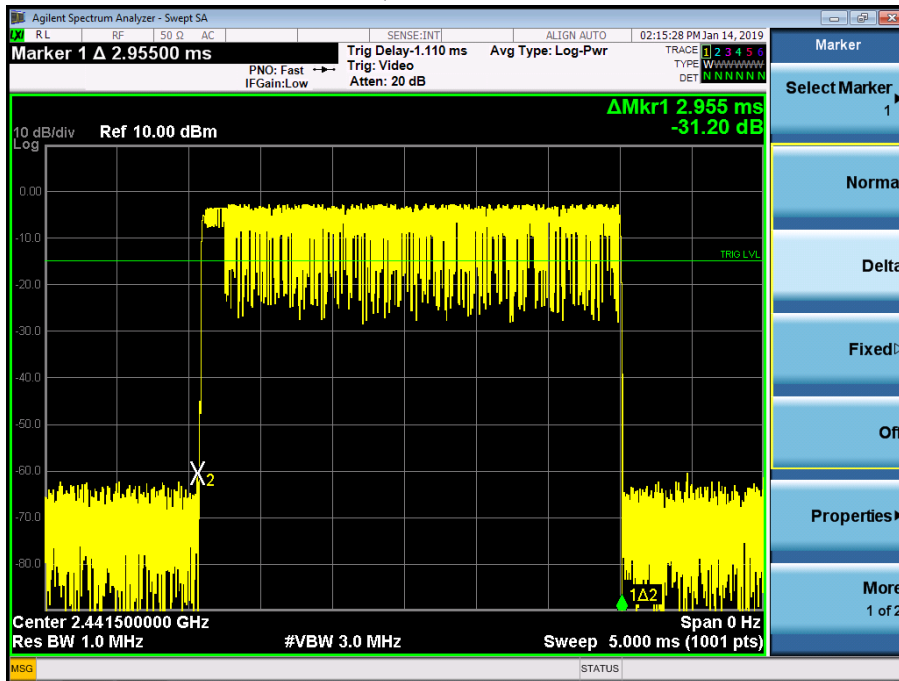 Agilent Spectrum Analyzer - Swept SA
LXI RL RF 50 Ω AC SENSE:INT ALIGN AUTO 02:15:28 PM Jan 14, 2019
Marker 1 Δ 2.95500 ms
PNO: Fast
IFGain:Low
Trig Delay-1.110 ms
Trig: Video
Atten: 20 dB
Avg Type: Log-Pwr
TRACE 1 2 3 4 5 6
TYPE WWWWWW
DET N N N N N N
ΔMkr1 2.955 ms
-31.20 dB
10 dB/div Ref 10.00 dBm
Log
0.00
-10.0
TRIG LVL
-20.0
-30.0
-40.0
-50.0
-60.0
2
-70.0
-80.0
1Δ2
Center 2.441500000 GHz Span 0 Hz
Res BW 1.0 MHz #VBW 3.0 MHz Sweep 5.000 ms (1001 pts)
MSG STATUS
Marker
Select Marker
1
Norma
Delta
Fixed
Off
Properties
More
1 of 2